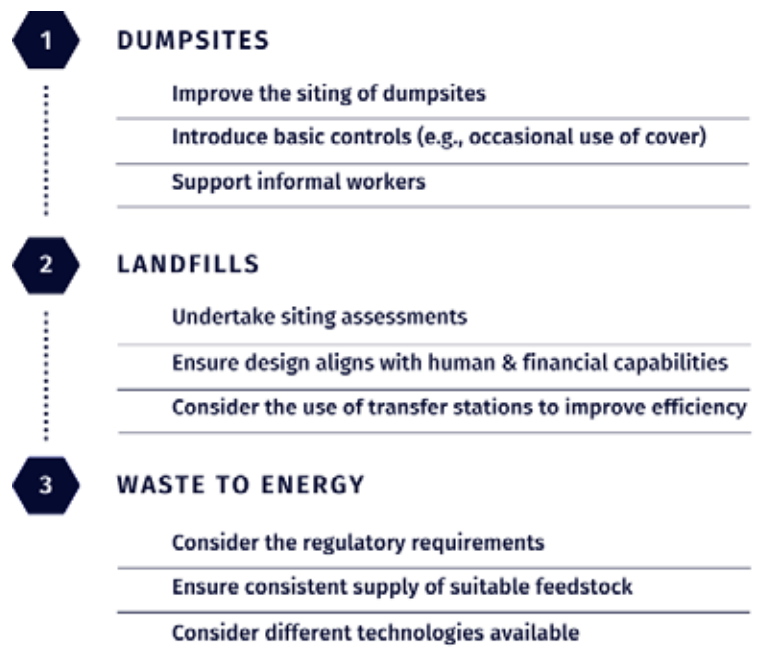 1 DUMPSITES
Improve the siting of dumpsites
Introduce basic controls (e.g., occasional use of cover)
Support informal workers
2 LANDFILLS
Undertake siting assessments
Ensure design aligns with human & financial capabilities
Consider the use of transfer stations to improve efficiency
3 WASTE TO ENERGY
Consider the regulatory requirements
Ensure consistent supply of suitable feedstock
Consider different technologies available